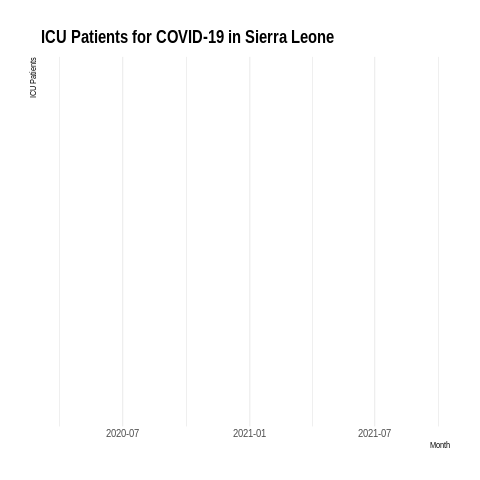 ICU Patients for COVID-19 in Sierra Leone
ICU Patients
2020-07
2021-01
2021-07
Month